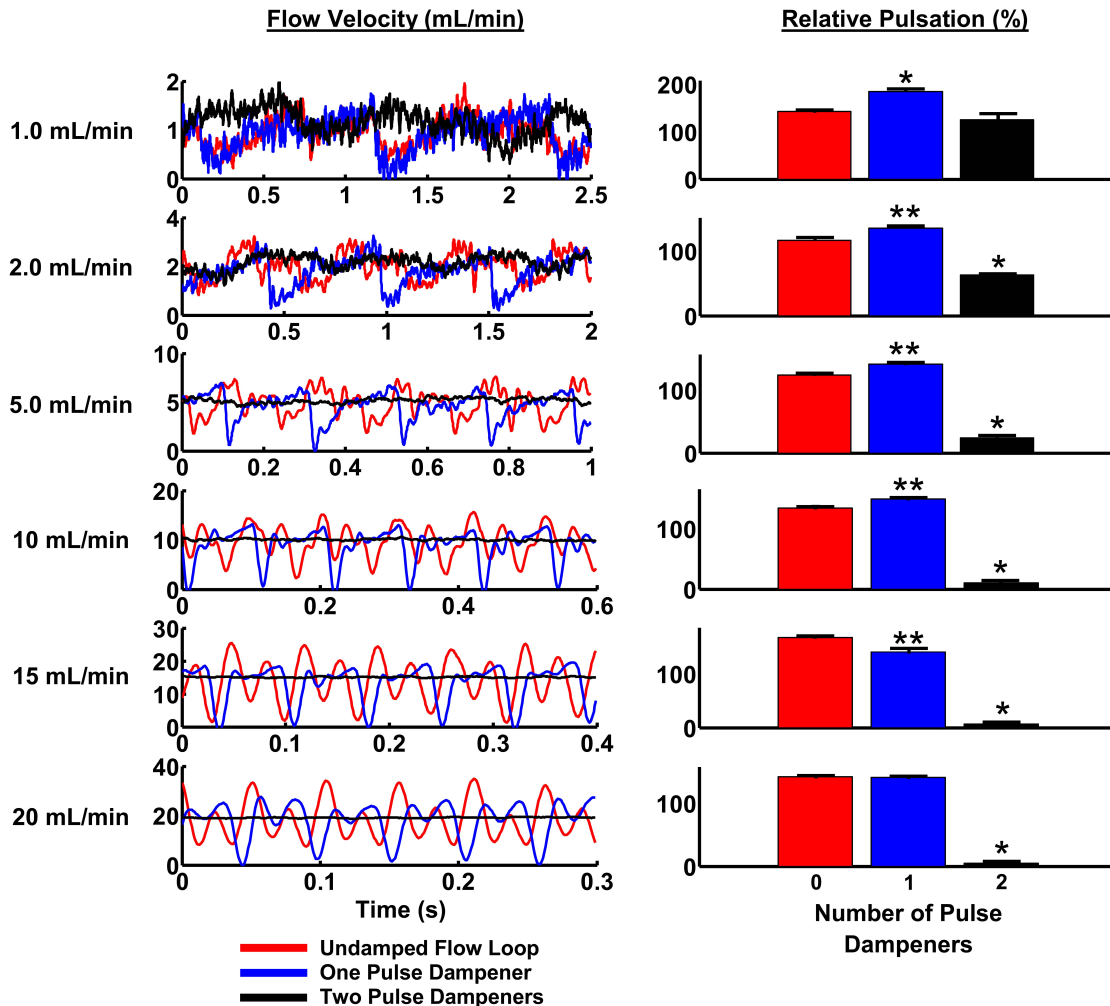 Flow Velocity (mL/min)
Relative Pulsation (%)
1.0 mL/min
2
1
0
0 0.5 1 1.5 2 2.5
200
100
0
*
2.0 mL/min
4
2
0
0 0.5 1 1.5 2
100
0
**
*
5.0 mL/min
10
5
0
0 0.2 0.4 0.6 0.8 1
100
0
**
*
10 mL/min
20
10
0
0 0.2 0.4 0.6
100
0
**
*
15 mL/min
30
20
10
0
0 0.1 0.2 0.3 0.4
100
0
**
*
20 mL/min
40
20
0
0 0.1 0.2 0.3
Time (s)
100
0
*
0 1 2
Number of Pulse
Dampeners
Undamped Flow Loop
One Pulse Dampener
Two Pulse Dampeners